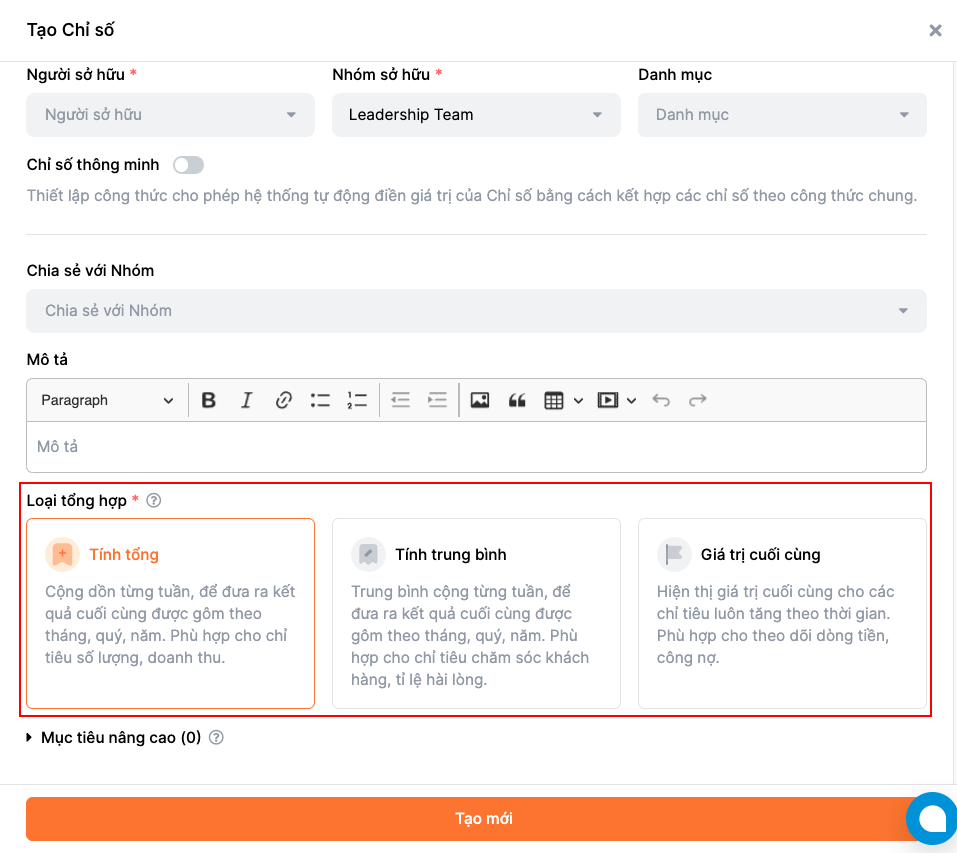 Tạo Chỉ số
Người sở hữu * Nhóm sở hữu * Danh mục
Người sở hữu Leadership Team Danh mục
Chỉ số thông minh
Thiết lập công thức cho phép hệ thống tự động điền giá trị của Chỉ số bằng cách kết hợp các chỉ số theo công thức chung.
Chia sẻ với Nhóm
Chia sẻ với Nhóm
Mô tả
Paragraph
Mô tả
Loại tổng hợp *
Tính tổng
Cộng dồn từng tuần, để đưa ra kết
quả cuối cùng được gôm theo
tháng, quý, năm. Phù hợp cho chỉ
tiêu số lượng, doanh thu.
Tính trung bình
Trung bình cộng từng tuần, để
đưa ra kết quả cuối cùng được
gôm theo tháng, quý, năm. Phù
hợp cho chỉ tiêu chăm sóc khách
hàng, tỉ lệ hài lòng.
Giá trị cuối cùng
Hiện thị giá trị cuối cùng cho các
chỉ tiêu luôn tăng theo thời gian.
Phù hợp cho theo dõi dòng tiền,
công nợ.
Mục tiêu nâng cao (0)
Tạo mới